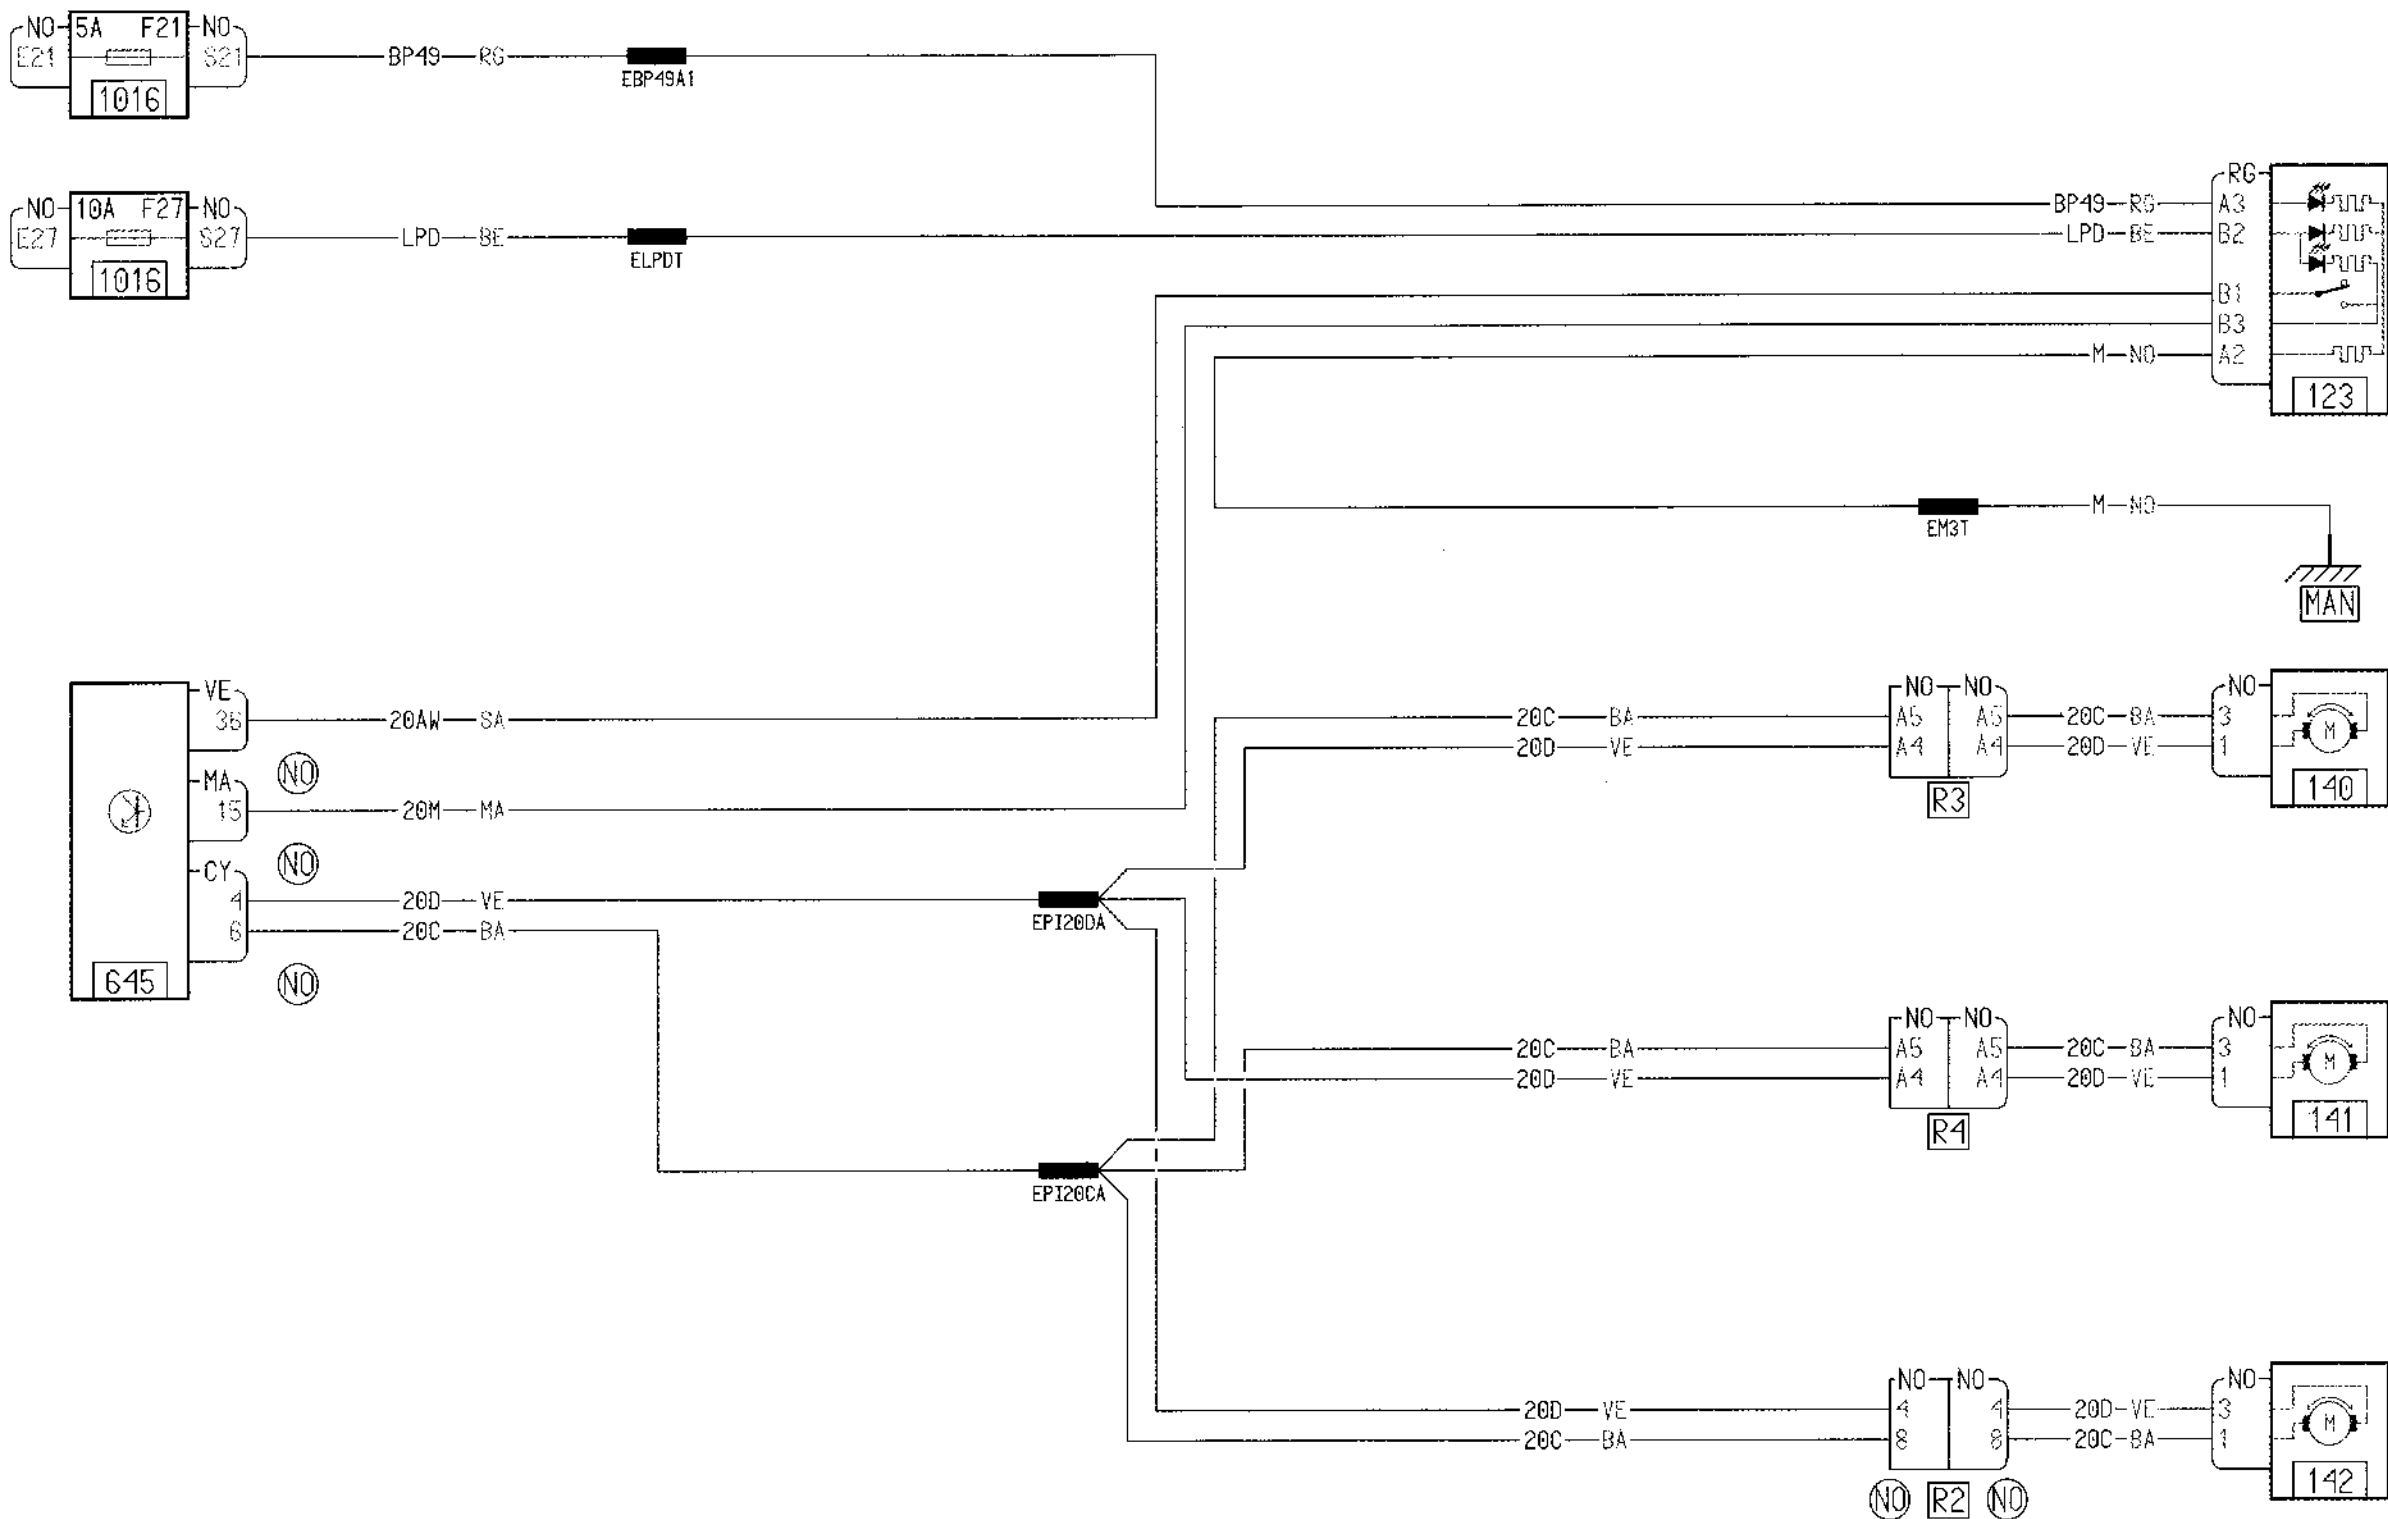 NO 5A F21 NO
E21 S21 BP49 RG
EBP49A1
1016
RG
NO 10A F27 NO BP49 RG A3
E27 S27 LPD BE LPD BE B2
ELPDT
1016
B1
B3
M NO A2
123
M NO
EM3T
MAN
VE NO NO NO
36 20AW SA 20C BA A5 A5 20C BA 3
M
20D VE A4 A4 20D VE 1
NO
MA R3 140
15 20M MA
NO
CY
4 20D VE
EPI20DA
6 20C BA
645 NO
NO NO NO
20C BA A5 A5 20C BA 3
M
20D VE A4 A4 20D VE 1
R4 141
EPI20CA
NO NO NO
20D VE 4 4 20D VE 3
M
20C BA 8 8 20C BA 1
NO R2 NO 142